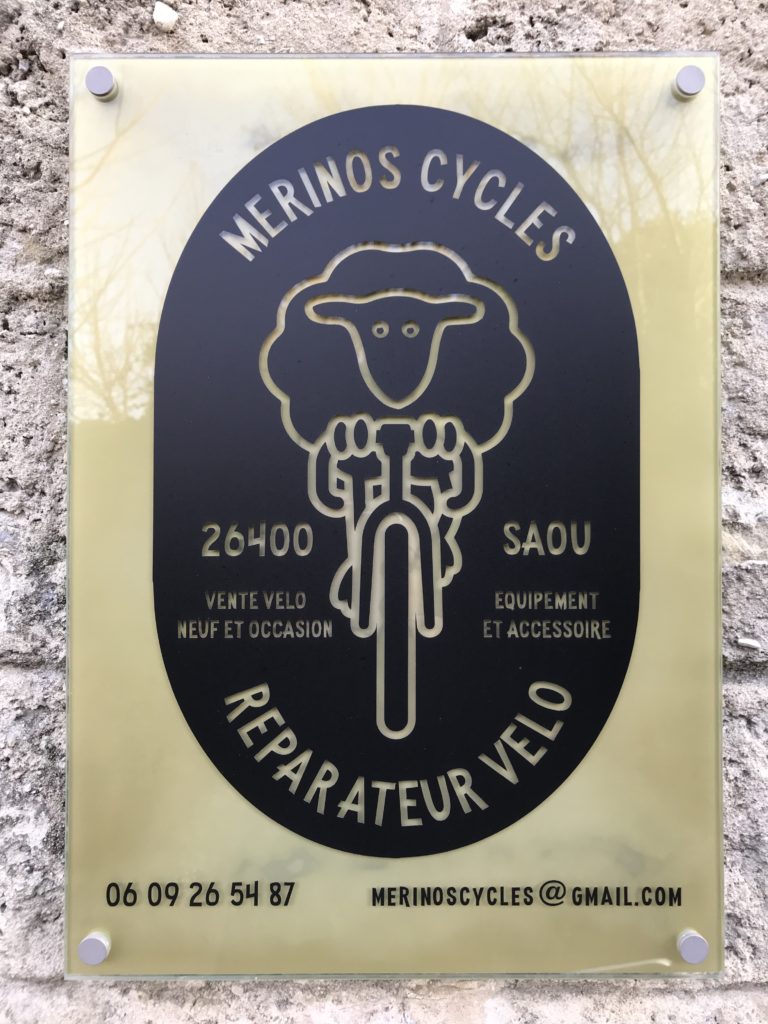 MERINOS CYCLES
26400 SAOU
VENTE VELO
NEUF ET OCCASION
EQUIPEMENT
ET ACCESSOIRE
REPARATEUR VELO
06 09 26 54 87
MERINOSCYCLES@GMAIL.COM